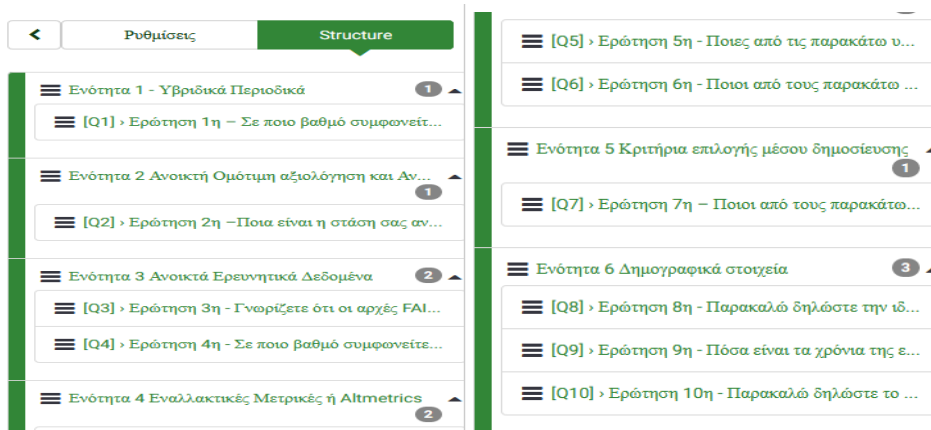 Ρυθμίσεις
Structure
Ενότητα 1 - Υβριδικά Περιοδικά 1
[Q1] › Ερώτηση 1η – Σε ποιο βαθμό συμφωνείτ...
Ενότητα 2 Ανοικτή Ομότιμη αξιολόγηση και Αν...
1
[Q2] › Ερώτηση 2η –Ποια είναι η στάση σας αν...
Ενότητα 3 Ανοικτά Ερευνητικά Δεδομένα 2
[Q3] › Ερώτηση 3η - Γνωρίζετε ότι οι αρχές FAI...
[Q4] › Ερώτηση 4η - Σε ποιο βαθμό συμφωνείτε...
Ενότητα 4 Εναλλακτικές Μετρικές ή Altmetrics
2
[Q5] › Ερώτηση 5η - Ποιες από τις παρακάτω υ...
[Q6] › Ερώτηση 6η - Ποιοι από τους παρακάτω ...
Ενότητα 5 Κριτήρια επιλογής μέσου δημοσίευσης
1
[Q7] › Ερώτηση 7η – Ποιοι από τους παρακάτω...
Ενότητα 6 Δημογραφικά στοιχεία 3
[Q8] › Ερώτηση 8η - Παρακαλώ δηλώστε την ιδ...
[Q9] › Ερώτηση 9η - Πόσα είναι τα χρόνια της ε...
[Q10] › Ερώτηση 10η - Παρακαλώ δηλώστε το ...